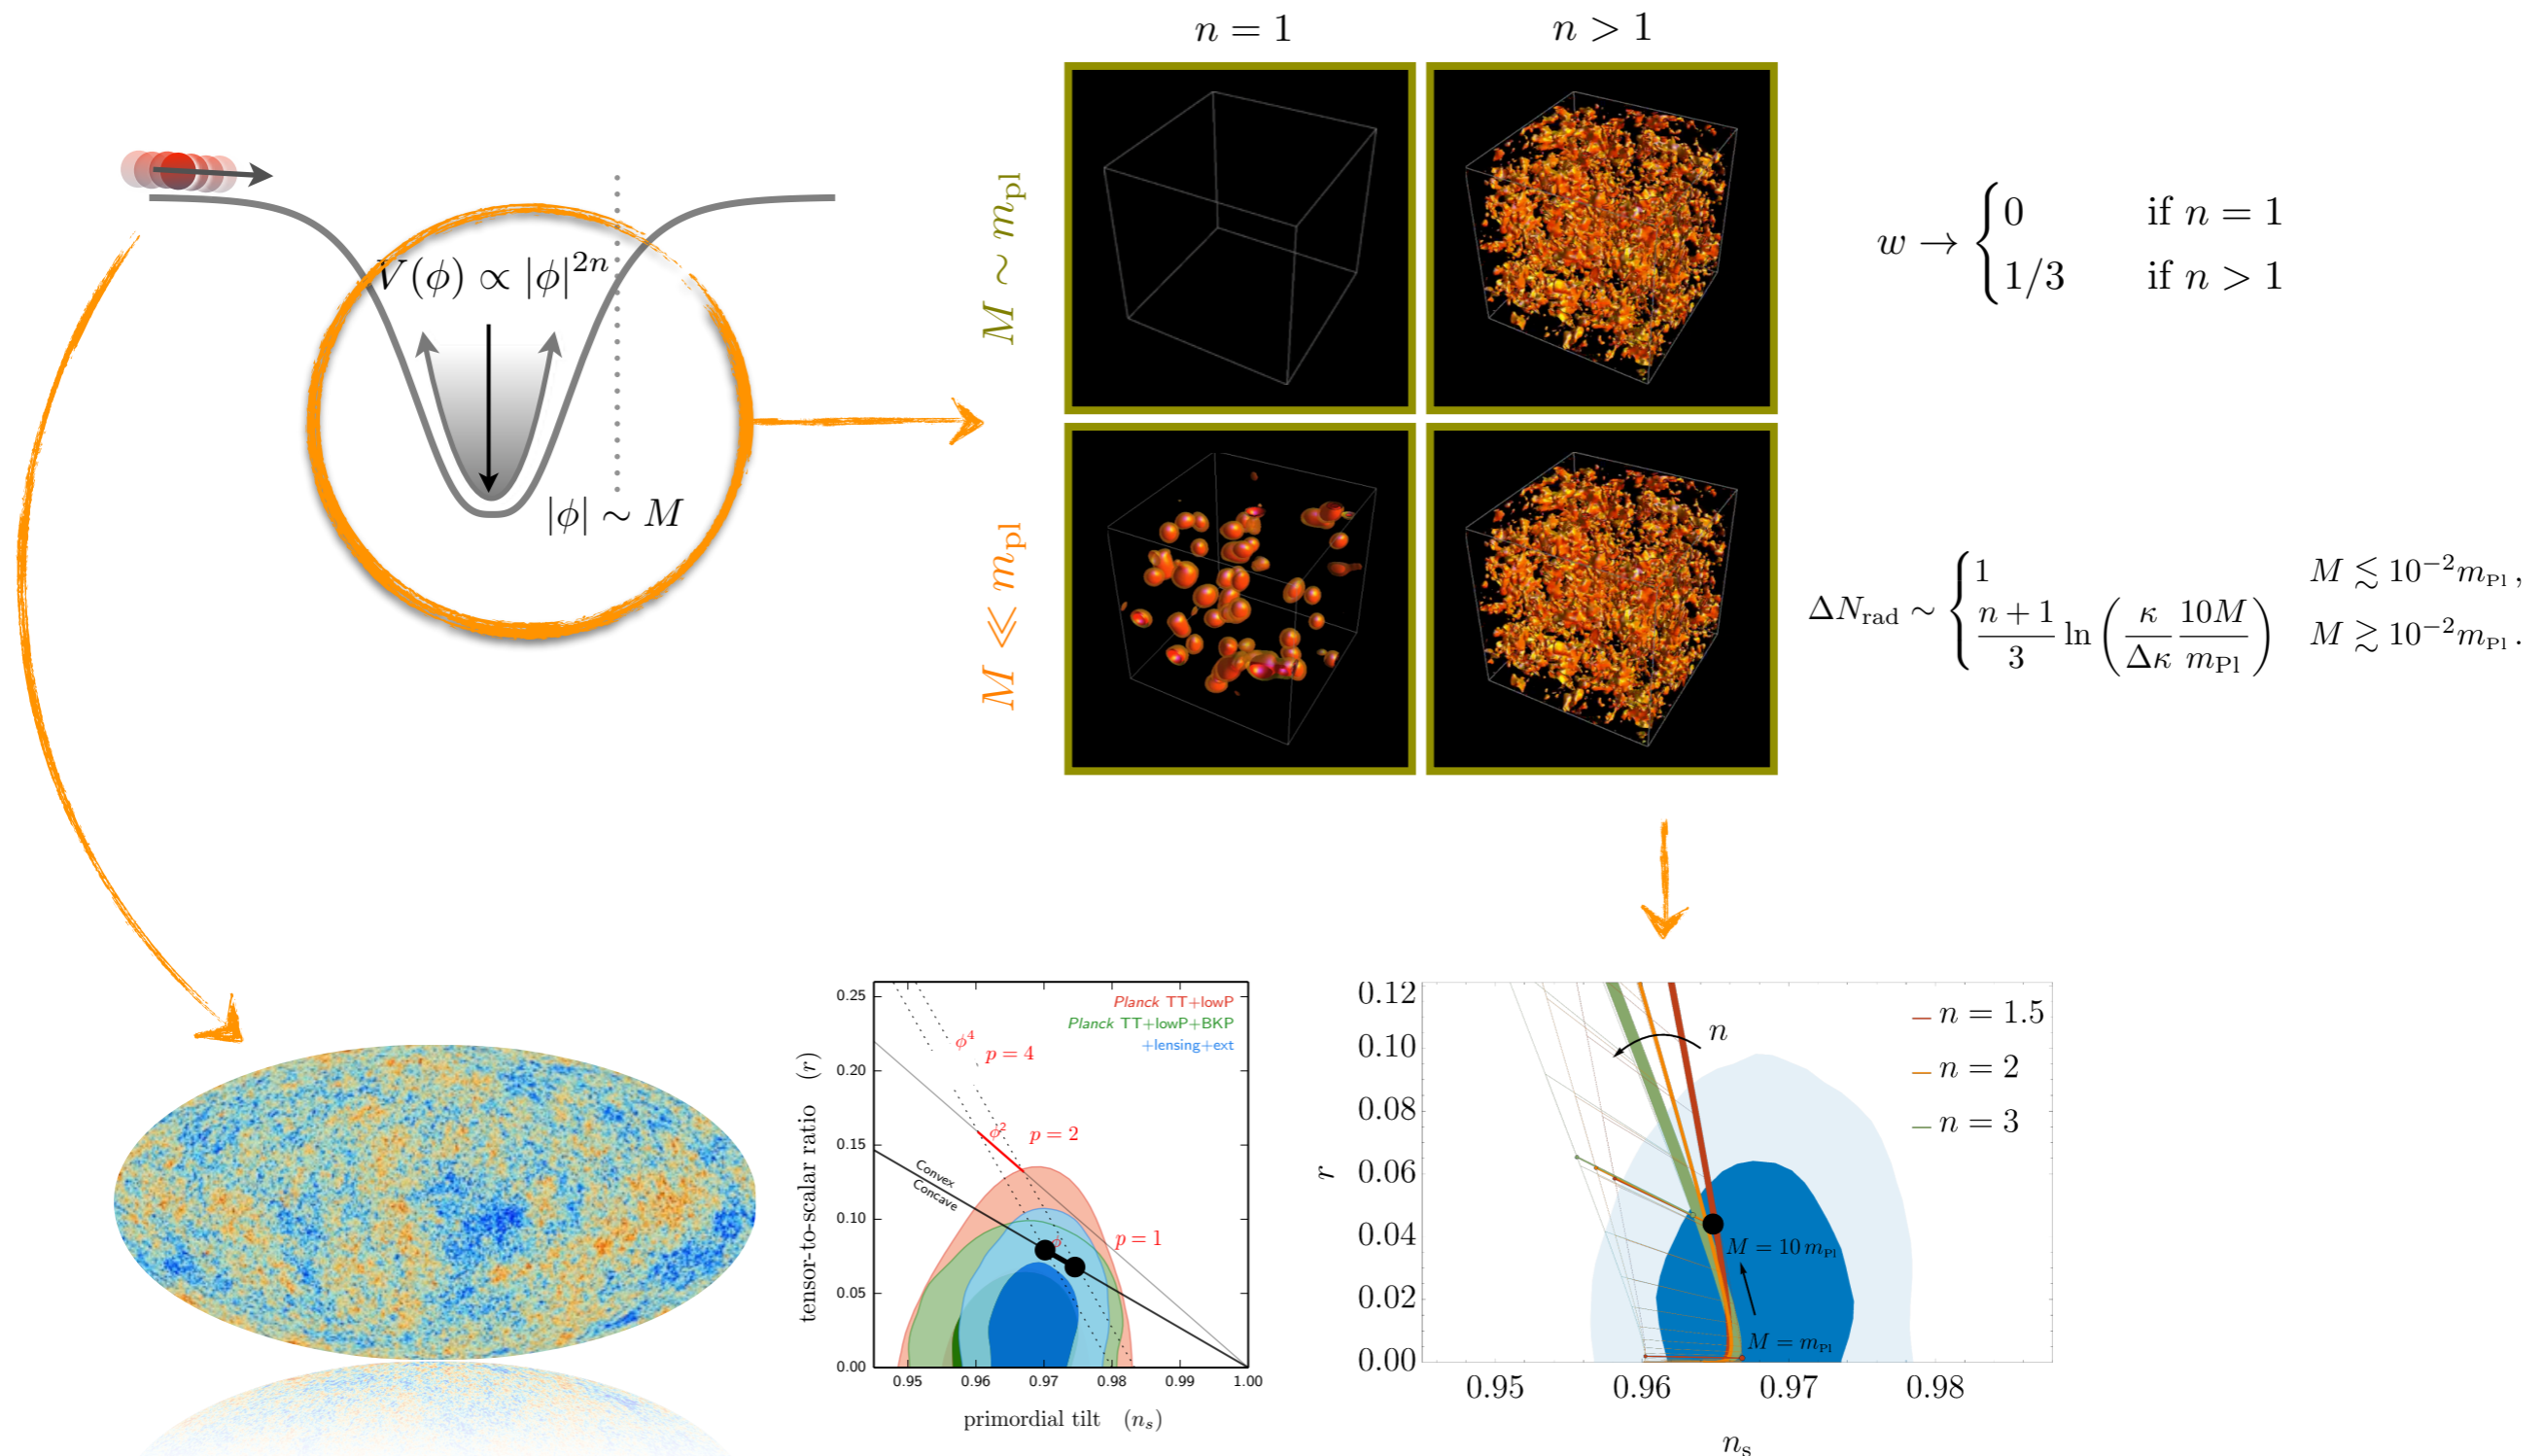 n = 1
n > 1
M ∼ m_pl
V(ϕ) ∝ |ϕ|^{2n}
|ϕ| ∼ M
w → { 0 if n = 1
1/3 if n > 1
M ≪ m_pl
ΔN_rad ∼ { 1 M ≲ 10^{−2} m_Pl ,
\frac{n + 1}{3} ln ( \frac{κ}{Δκ} \frac{10M}{m_Pl} ) M ≳ 10^{−2} m_Pl .
tensor-to-scalar ratio (r)
0.25
0.20
0.15
0.10
0.05
0.00
Planck TT+lowP
Planck TT+lowP+BKP
+lensing+ext
ϕ^4 p = 4
ϕ^2 p = 2
Convex
Concave
ϕ
p = 1
0.95 0.96 0.97 0.98 0.99 1.00
primordial tilt (n_s)
r
0.12
0.10
0.08
0.06
0.04
0.02
0.00
n
n = 1.5
n = 2
n = 3
M = 10 m_Pl
M = m_Pl
0.95 0.96 0.97 0.98
n_s